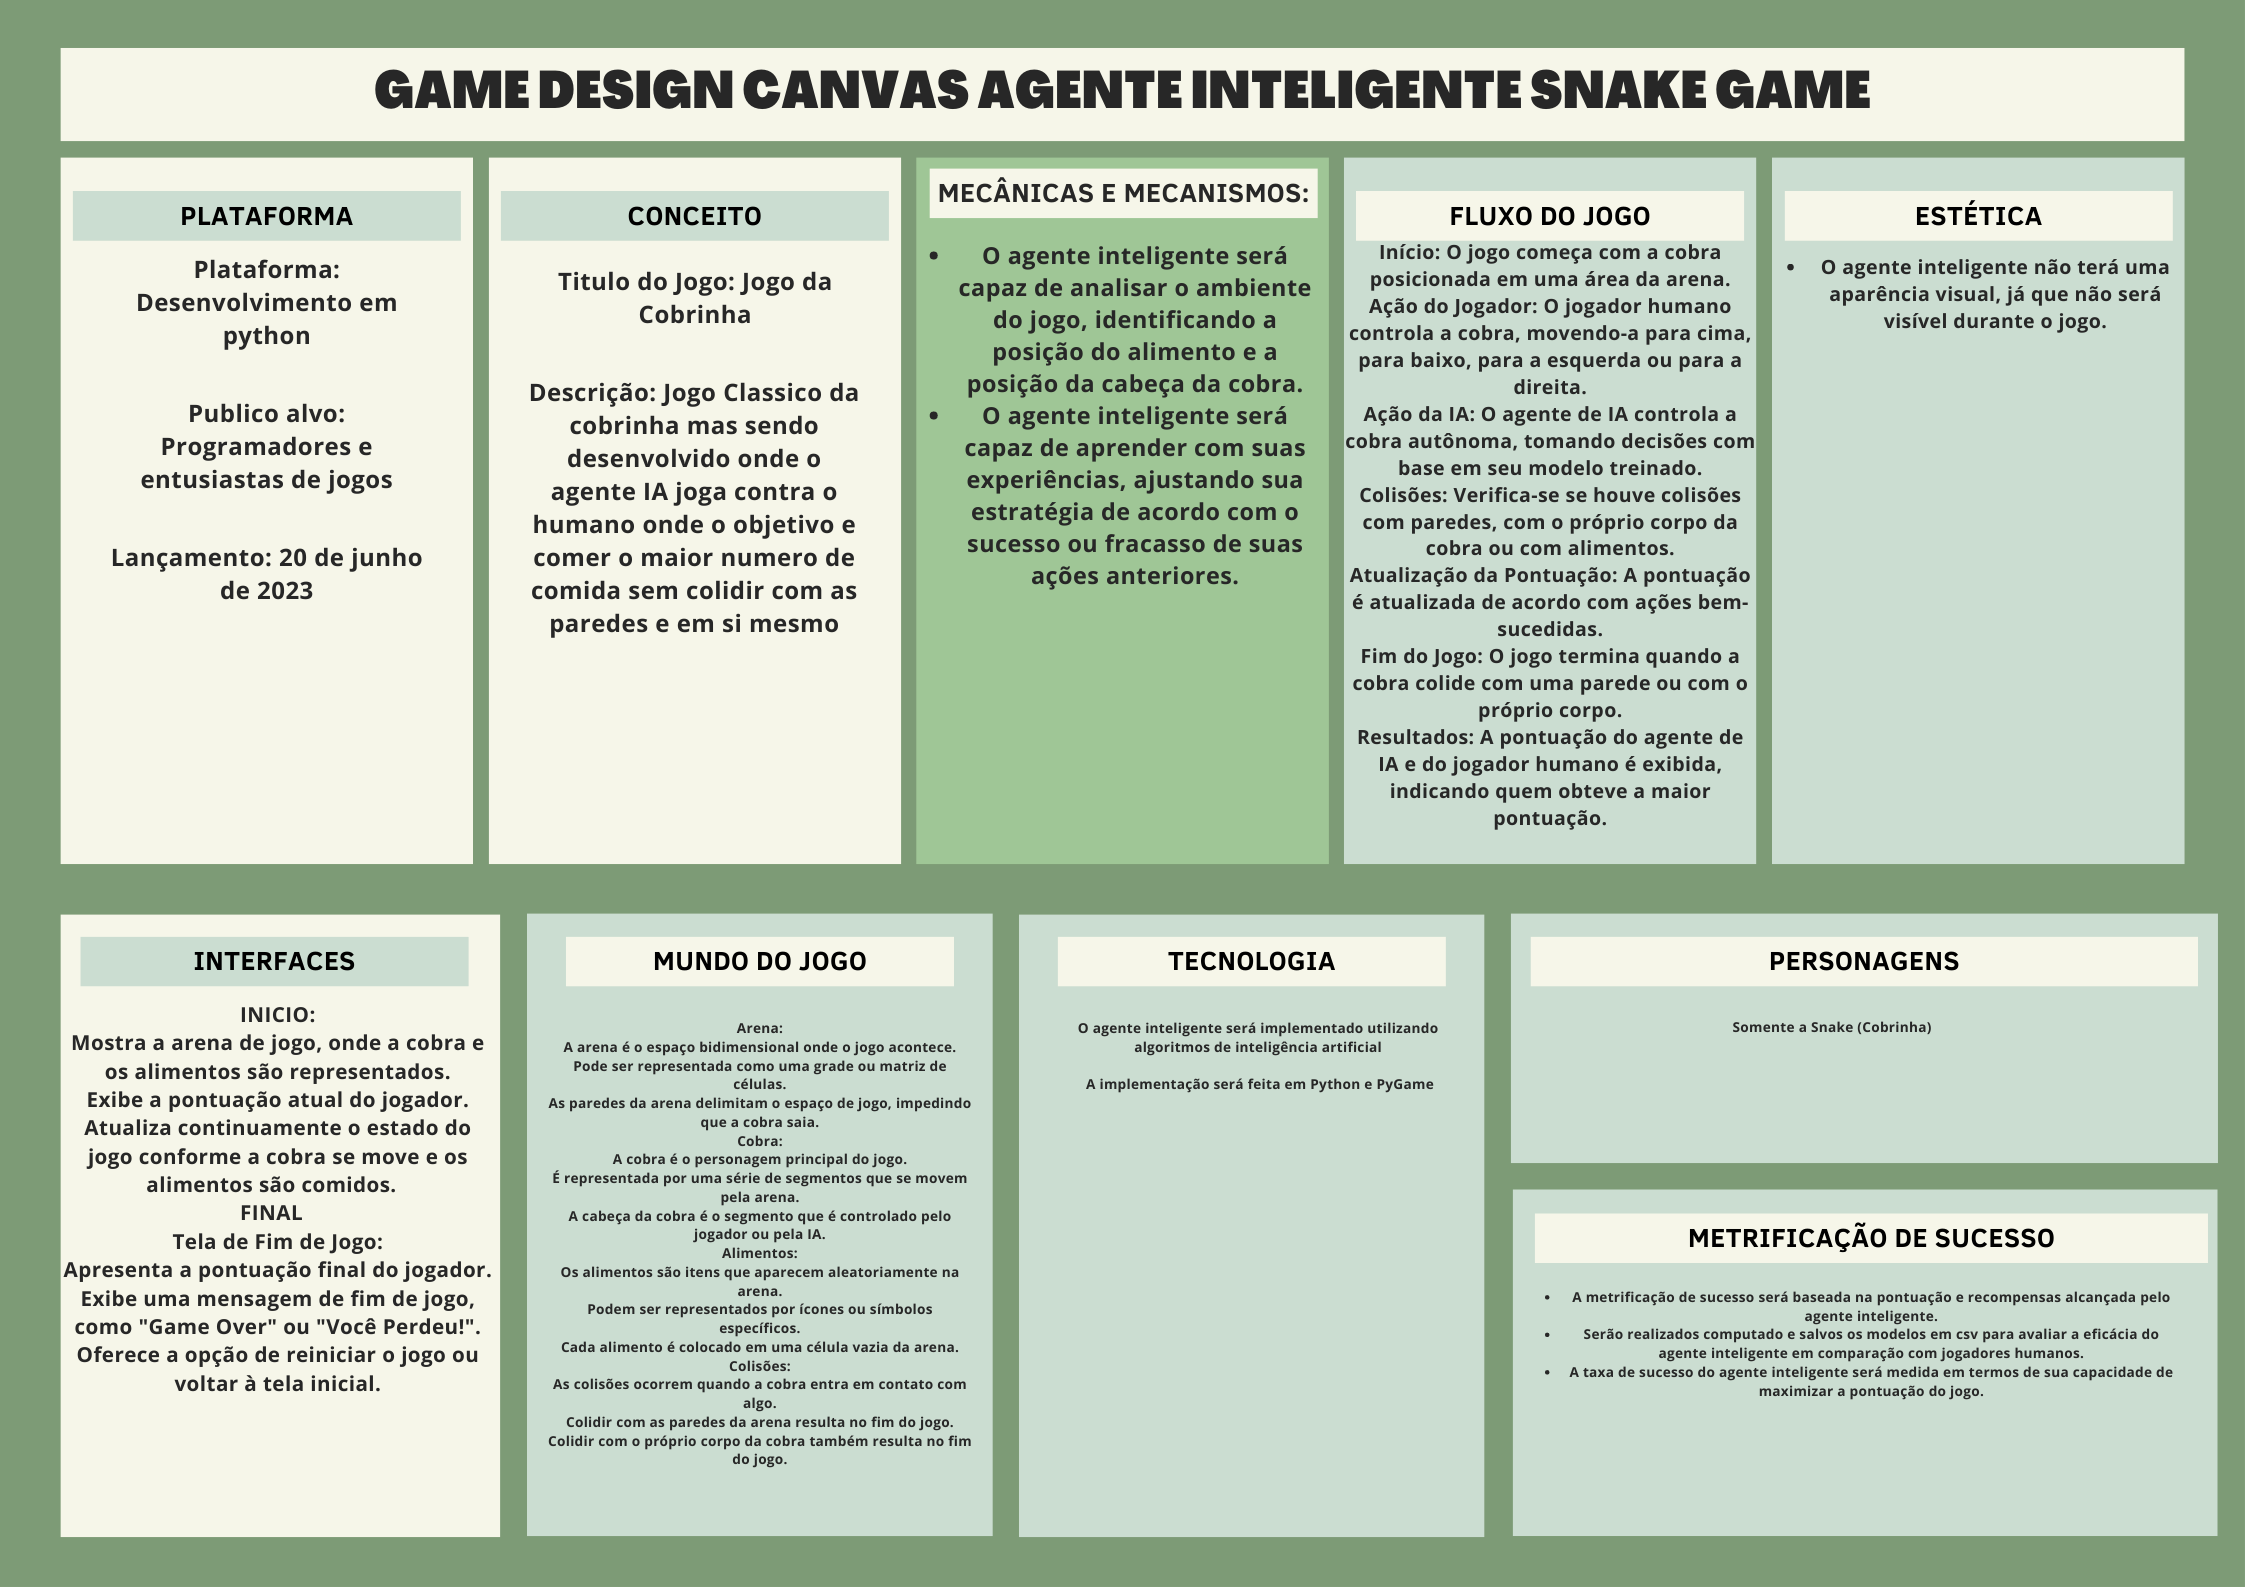 GAME DESIGN CANVAS AGENTE INTELIGENTE SNAKE GAME
PLATAFORMA
Plataforma:
Desenvolvimento em
python
Publico alvo:
Programadores e
entusiastas de jogos
Lançamento: 20 de junho
de 2023
CONCEITO
Titulo do Jogo: Jogo da
Cobrinha
Descrição: Jogo Classico da
cobrinha mas sendo
desenvolvido onde o
agente IA joga contra o
humano onde o objetivo e
comer o maior numero de
comida sem colidir com as
paredes e em si mesmo
MECÂNICAS E MECANISMOS:
• O agente inteligente será
capaz de analisar o ambiente
do jogo, identificando a
posição do alimento e a
posição da cabeça da cobra.
• O agente inteligente será
capaz de aprender com suas
experiências, ajustando sua
estratégia de acordo com o
sucesso ou fracasso de suas
ações anteriores.
FLUXO DO JOGO
Início: O jogo começa com a cobra
posicionada em uma área da arena.
Ação do Jogador: O jogador humano
controla a cobra, movendo-a para cima,
para baixo, para a esquerda ou para a
direita.
Ação da IA: O agente de IA controla a
cobra autônoma, tomando decisões com
base em seu modelo treinado.
Colisões: Verifica-se se houve colisões
com paredes, com o próprio corpo da
cobra ou com alimentos.
Atualização da Pontuação: A pontuação
é atualizada de acordo com ações bem-
sucedidas.
Fim do Jogo: O jogo termina quando a
cobra colide com uma parede ou com o
próprio corpo.
Resultados: A pontuação do agente de
IA e do jogador humano é exibida,
indicando quem obteve a maior
pontuação.
ESTÉTICA
• O agente inteligente não terá uma
aparência visual, já que não será
visível durante o jogo.
INTERFACES
INICIO:
Mostra a arena de jogo, onde a cobra e
os alimentos são representados.
Exibe a pontuação atual do jogador.
Atualiza continuamente o estado do
jogo conforme a cobra se move e os
alimentos são comidos.
FINAL
Tela de Fim de Jogo:
Apresenta a pontuação final do jogador.
Exibe uma mensagem de fim de jogo,
como "Game Over" ou "Você Perdeu!".
Oferece a opção de reiniciar o jogo ou
voltar à tela inicial.
MUNDO DO JOGO
Arena:
A arena é o espaço bidimensional onde o jogo acontece.
Pode ser representada como uma grade ou matriz de
células.
As paredes da arena delimitam o espaço de jogo, impedindo
que a cobra saia.
Cobra:
A cobra é o personagem principal do jogo.
É representada por uma série de segmentos que se movem
pela arena.
A cabeça da cobra é o segmento que é controlado pelo
jogador ou pela IA.
Alimentos:
Os alimentos são itens que aparecem aleatoriamente na
arena.
Podem ser representados por ícones ou símbolos
específicos.
Cada alimento é colocado em uma célula vazia da arena.
Colisões:
As colisões ocorrem quando a cobra entra em contato com
algo.
Colidir com as paredes da arena resulta no fim do jogo.
Colidir com o próprio corpo da cobra também resulta no fim
do jogo.
TECNOLOGIA
O agente inteligente será implementado utilizando
algoritmos de inteligência artificial
A implementação será feita em Python e PyGame
PERSONAGENS
Somente a Snake (Cobrinha)
METRIFICAÇÃO DE SUCESSO
• A metrificação de sucesso será baseada na pontuação e recompensas alcançada pelo
agente inteligente.
• Serão realizados computado e salvos os modelos em csv para avaliar a eficácia do
agente inteligente em comparação com jogadores humanos.
• A taxa de sucesso do agente inteligente será medida em termos de sua capacidade de
maximizar a pontuação do jogo.